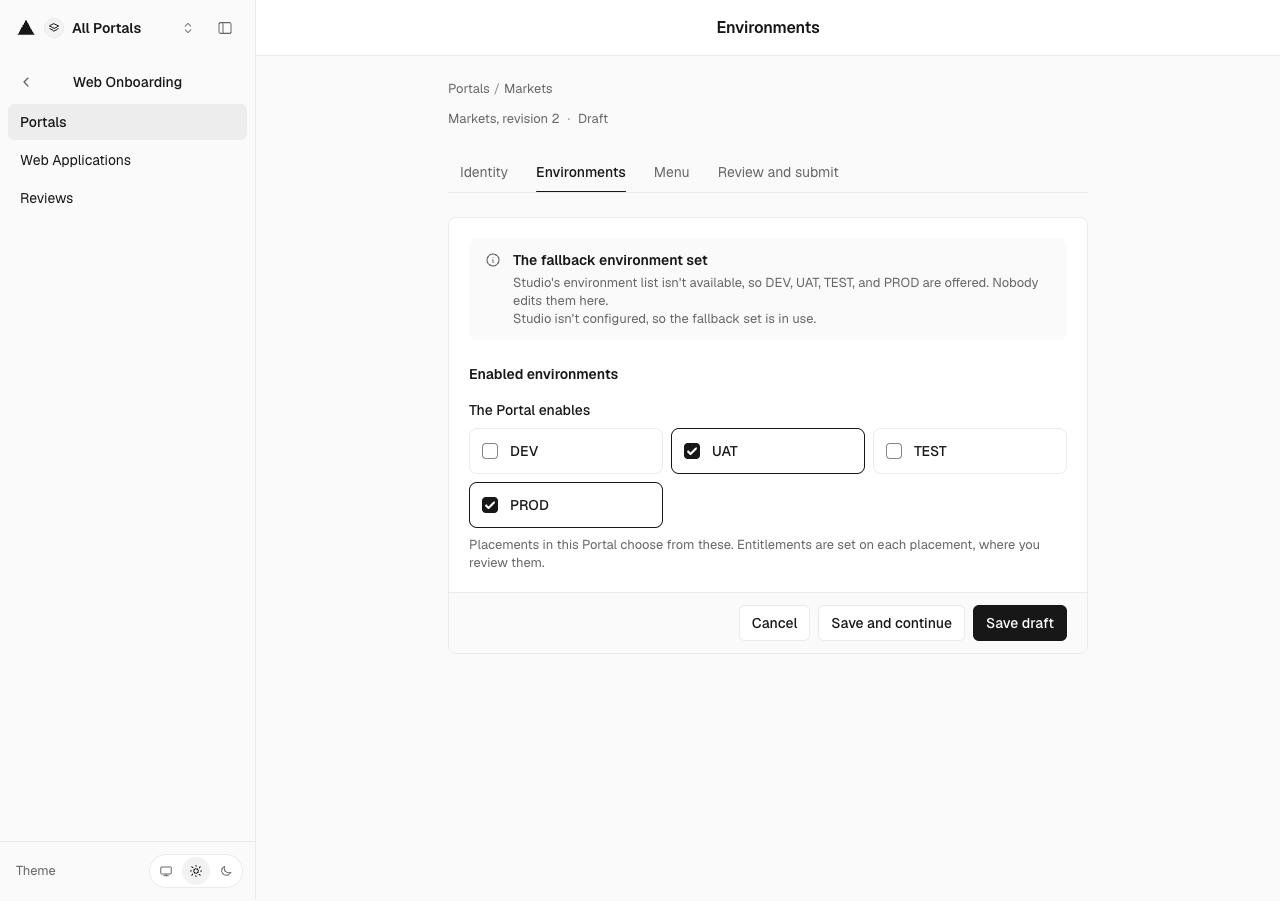 All Portals
Environments
Web Onboarding
Portals
Web Applications
Reviews
Portals / Markets
Markets, revision 2 · Draft
Identity Environments Menu Review and submit
The fallback environment set
Studio's environment list isn't available, so DEV, UAT, TEST, and PROD are offered. Nobody
edits them here.
Studio isn't configured, so the fallback set is in use.
Enabled environments
The Portal enables
DEV UAT TEST
PROD
Placements in this Portal choose from these. Entitlements are set on each placement, where you
review them.
Cancel Save and continue Save draft
Theme